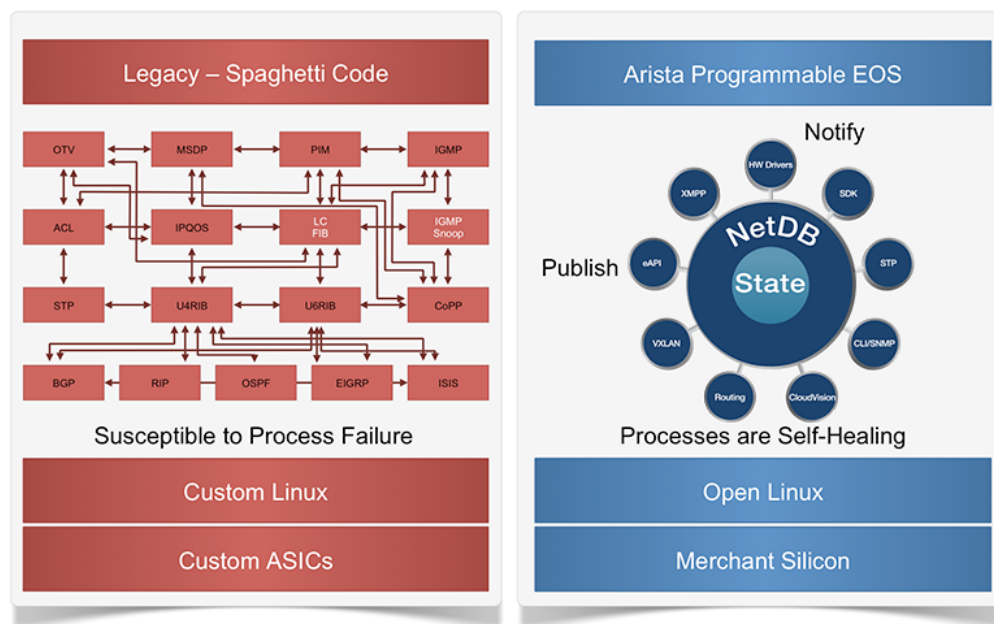 Legacy – Spaghetti Code
OTV
MSDP
PIM
IGMP
ACL
IPQOS
LC
FIB
IGMP
Snoop
STP
U4RIB
U6RIB
CoPP
BGP
RIP
OSPF
EIGRP
ISIS
Susceptible to Process Failure
Custom Linux
Custom ASICs
Arista Programmable EOS
Notify
HW Drivers
XMPP
SDK
NetDB
Publish
eAPI
State
STP
VXLAN
CLI/SNMP
Routing
CloudVision
Processes are Self-Healing
Open Linux
Merchant Silicon